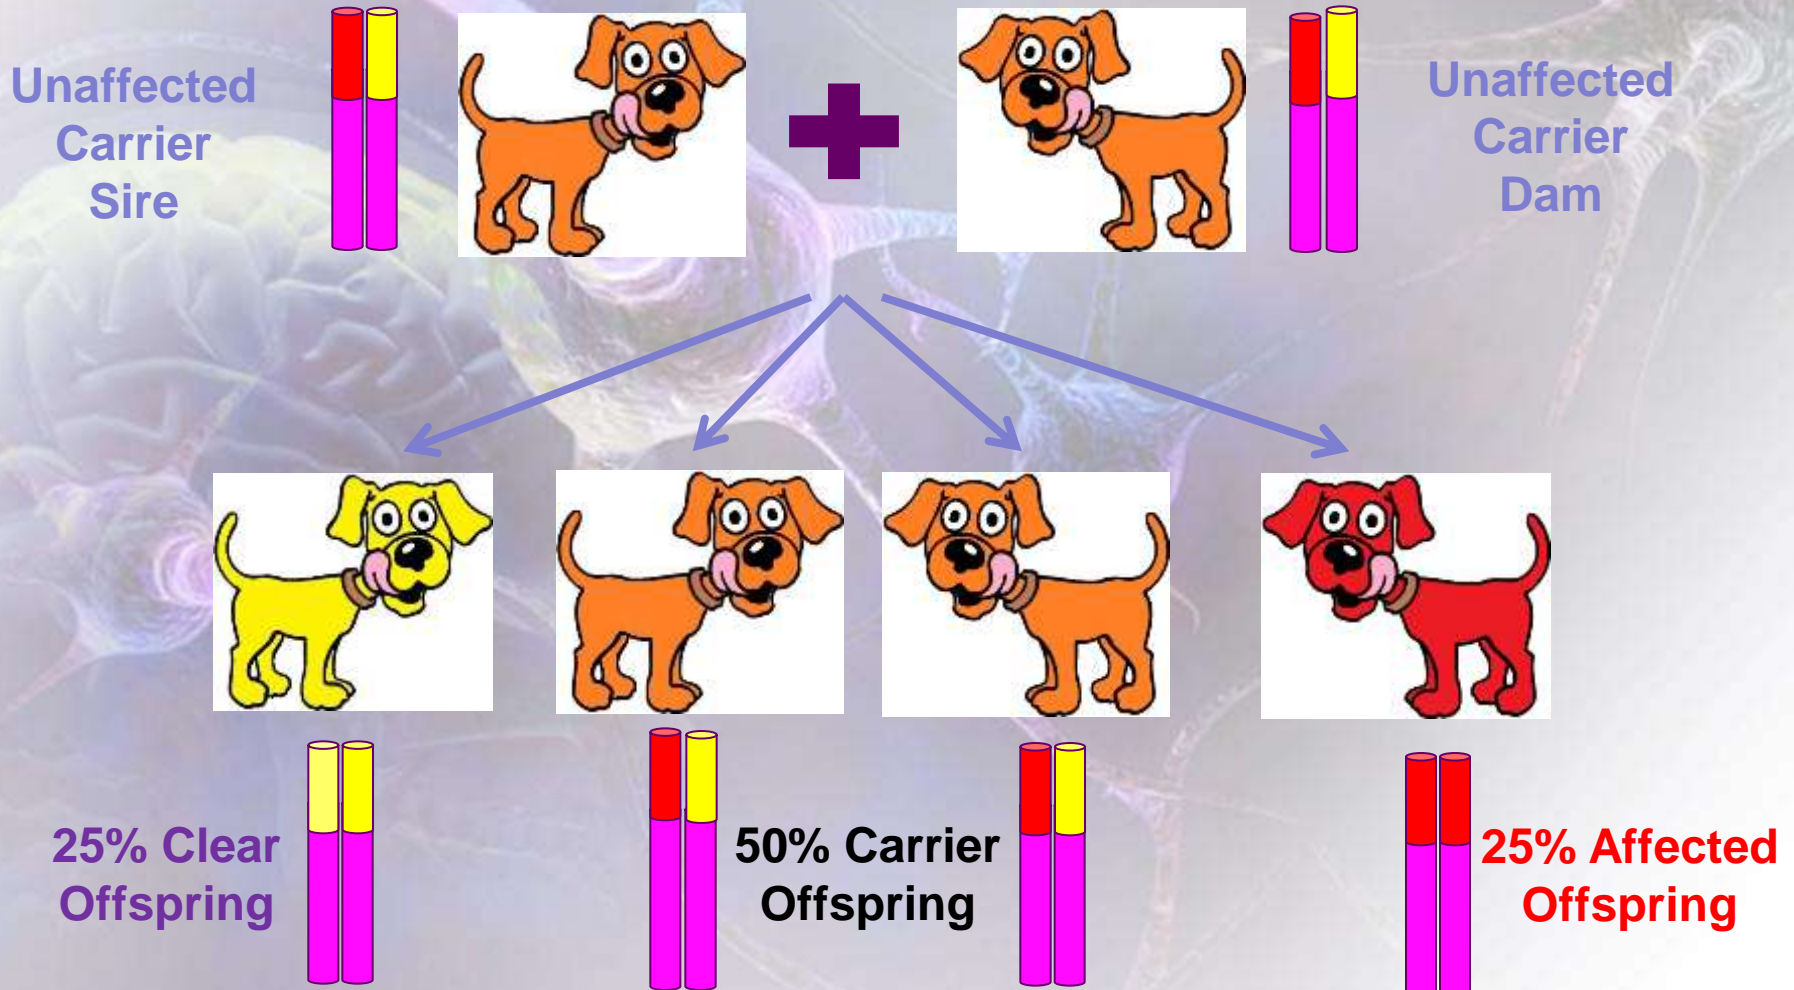 Unaffected
Carrier
Sire
Unaffected
Carrier
Dam
25% Clear
Offspring
50% Carrier
Offspring
25% Affected
Offspring